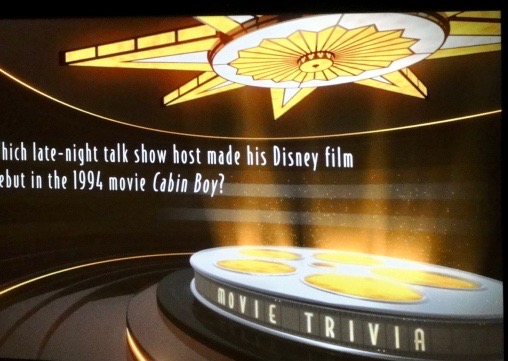 hich late-night talk show host made his Disney film
ebut in the 1994 movie Cabin Boy?
MOVIE TRIVIA